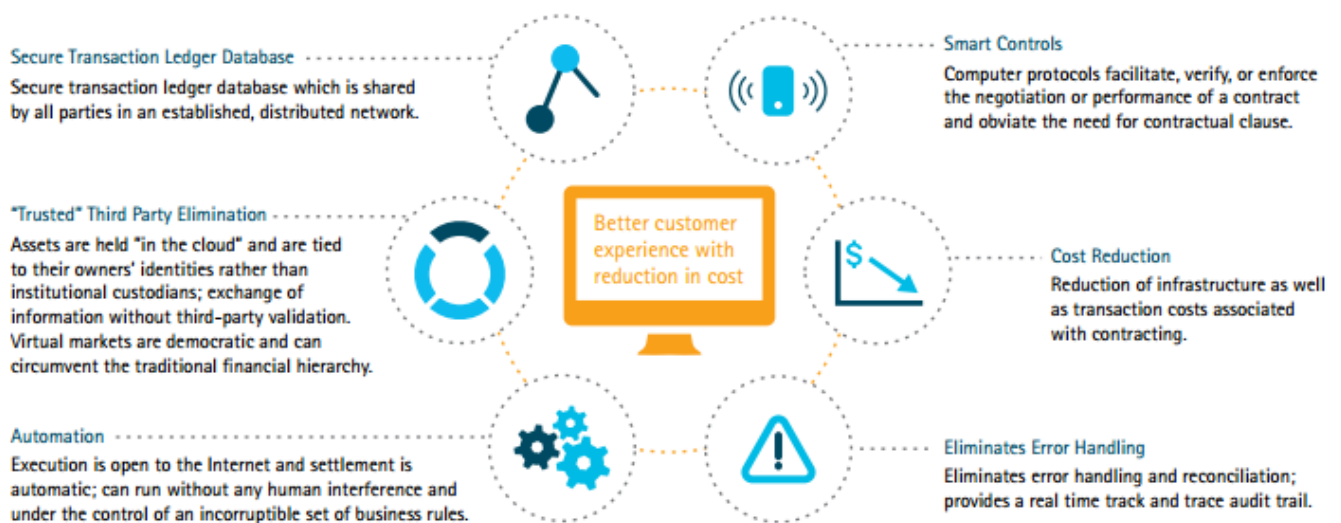 Secure Transaction Ledger Database
Secure transaction ledger database which is shared
by all parties in an established, distributed network.
Smart Controls
Computer protocols facilitate, verify, or enforce
the negotiation or performance of a contract
and obviate the need for contractual clause.
"Trusted" Third Party Elimination
Assets are held "in the cloud" and are tied
to their owners' identities rather than
institutional custodians; exchange of
information without third-party validation.
Virtual markets are democratic and can
circumvent the traditional financial hierarchy.
Better customer
experience with
reduction in cost
$
Cost Reduction
Reduction of infrastructure as well
as transaction costs associated
with contracting.
Automation
Execution is open to the Internet and settlement is
automatic; can run without any human interference and
under the control of an incorruptible set of business rules.
!
Eliminates Error Handling
Eliminates error handling and reconciliation;
provides a real time track and trace audit trail.